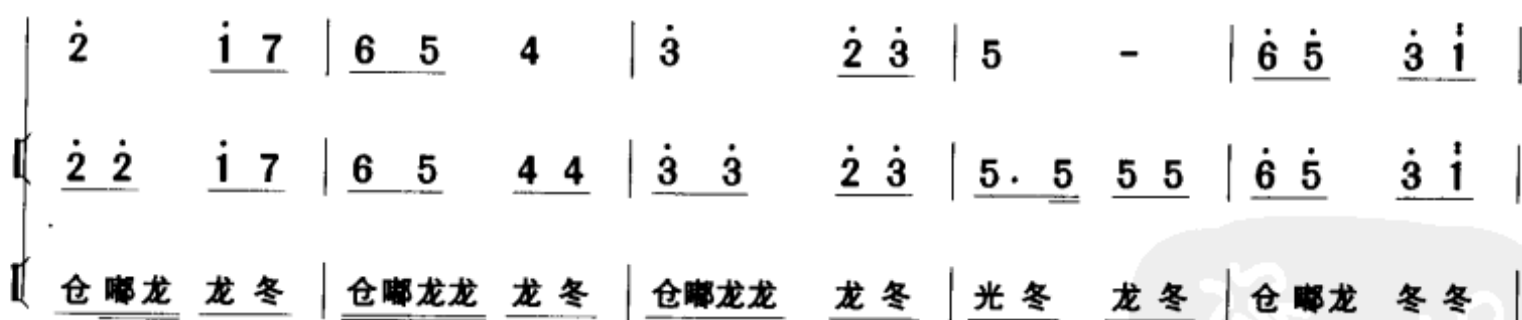 2̇ 1̇ 7 | 6 5 4 | 3̇ 2̇ 3̇ | 5 - | 6̇ 5̇ 3̇ 1̈ |
2̇ 2̇ 1̇ 7 | 6 5 4 4 | 3̇ 3̇ 2̇ 3̇ | 5. 5 5 5 | 6̇ 5̇ 3̇ 1̈ |
仓嘟龙 龙冬 | 仓嘟龙龙 龙冬 | 仓嘟龙龙 龙冬 | 光冬 龙冬 | 仓嘟龙 冬冬 |